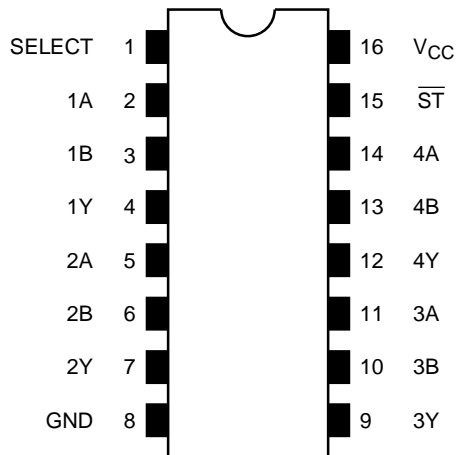 SELECT 1 16 VCC
1A 2 15 S̅T̅
1B 3 14 4A
1Y 4 13 4B
2A 5 12 4Y
2B 6 11 3A
2Y 7 10 3B
GND 8 9 3Y